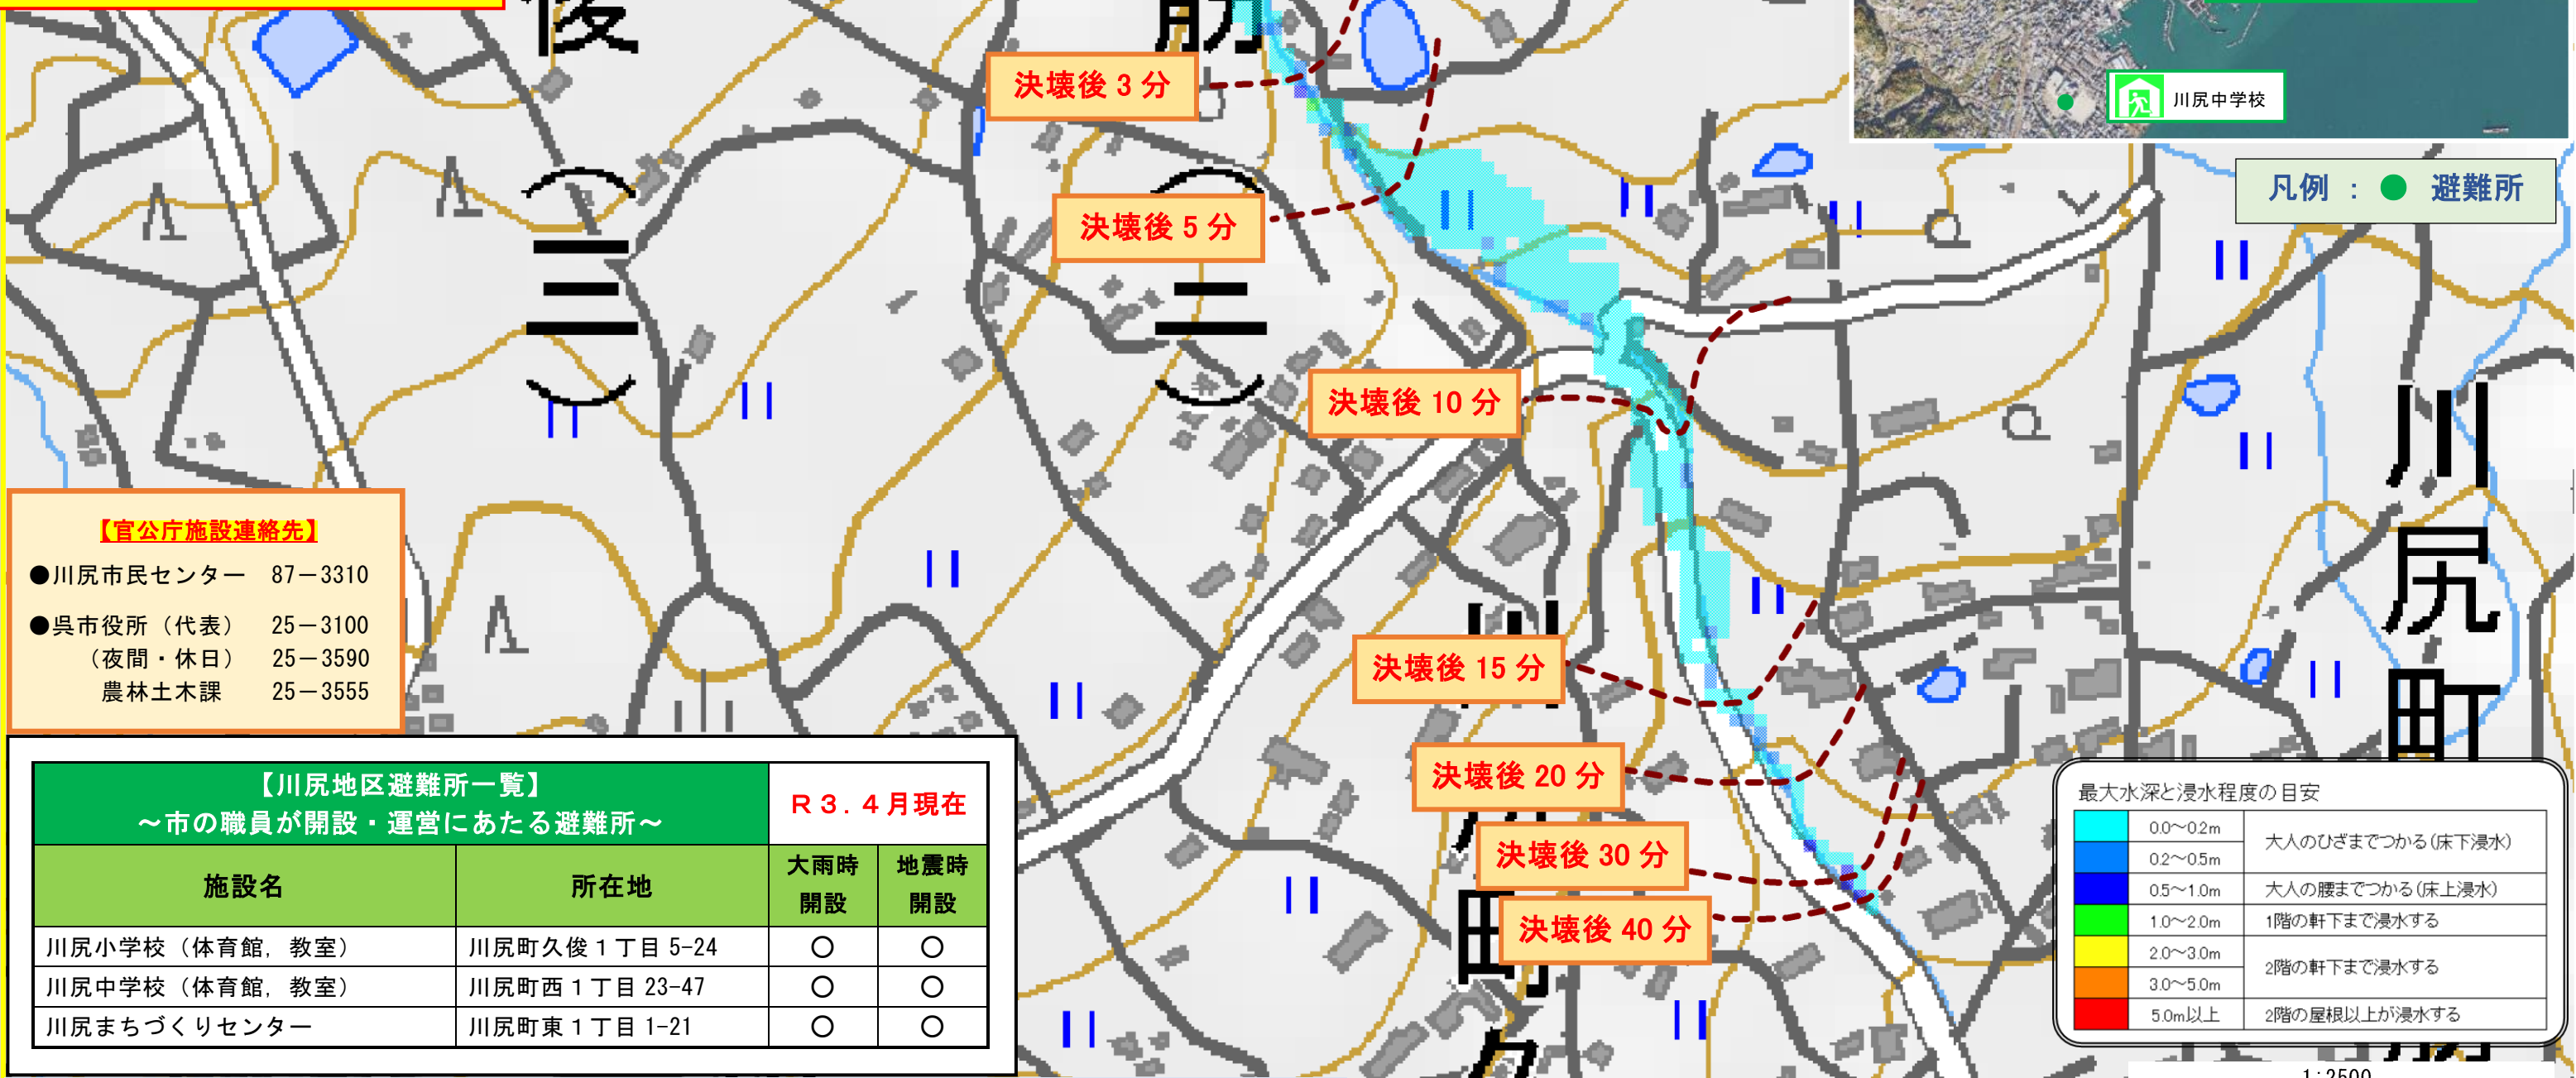 俊
（三）
（二）
川尻中学校
凡例 : ● 避難所
決壊後 3 分
決壊後 5 分
決壊後 10 分
決壊後 15 分
決壊後 20 分
決壊後 30 分
決壊後 40 分
川尻町
【官公庁施設連絡先】
●川尻市民センター 87－3310
●呉市役所（代表） 25－3100
（夜間・休日） 25－3590
農林土木課 25－3555
【川尻地区避難所一覧】
～市の職員が開設・運営にあたる避難所～
Ｒ３.４月現在
施設名 所在地 大雨時開設 地震時開設
川尻小学校（体育館，教室） 川尻町久俊１丁目 5-24 〇 〇
川尻中学校（体育館，教室） 川尻町西１丁目 23-47 〇 〇
川尻まちづくりセンター 川尻町東１丁目 1-21 〇 〇
最大水深と浸水程度の目安
0.0～0.2m 大人のひざまでつかる(床下浸水)
0.2～0.5m
0.5～1.0m 大人の腰までつかる(床上浸水)
1.0～2.0m 1階の軒下まで浸水する
2.0～3.0m 2階の軒下まで浸水する
3.0～5.0m
5.0m以上 2階の屋根以上が浸水する